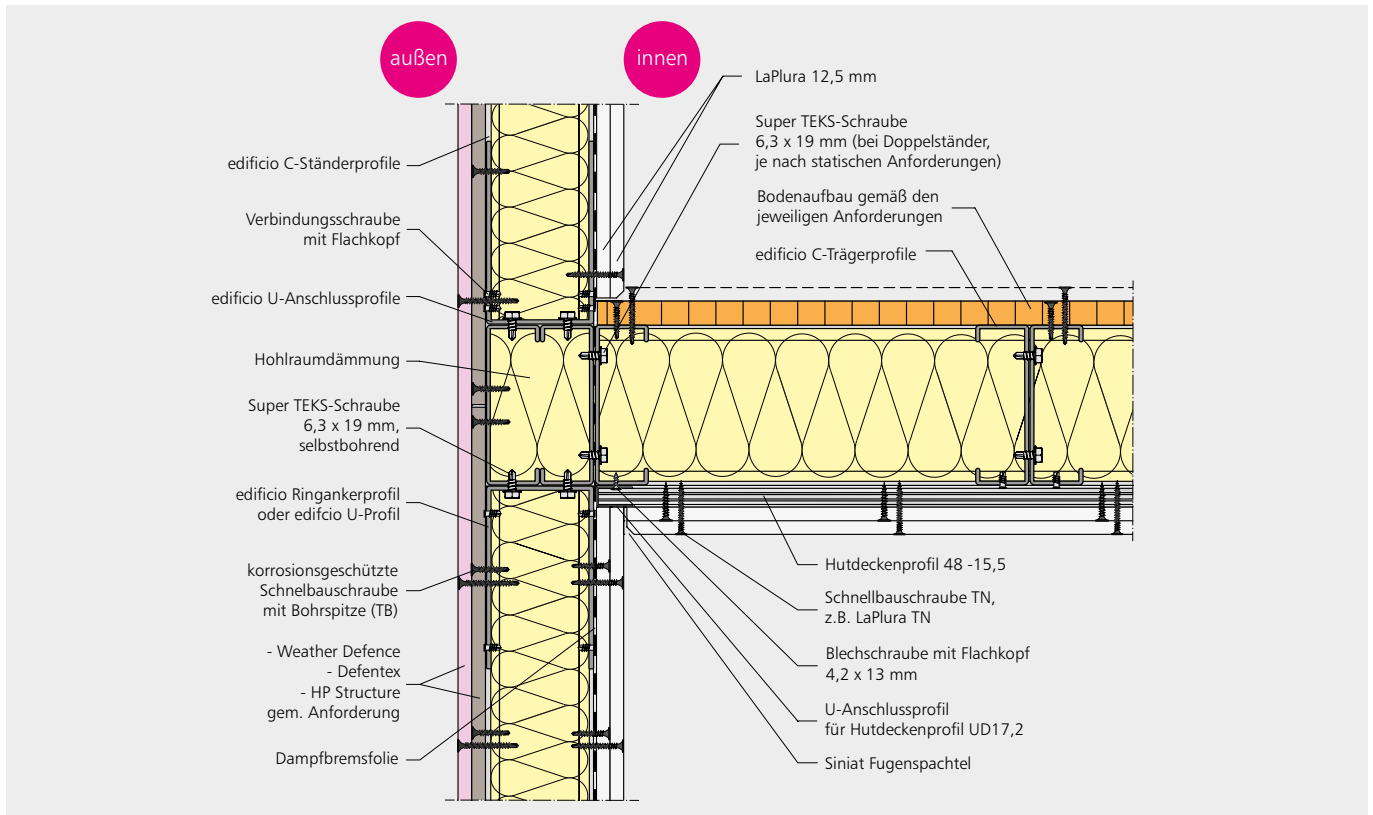 außen
innen
edificio C-Ständerprofile
Verbindungsschraube
mit Flachkopf
edificio U-Anschlussprofile
Hohlraumdämmung
Super TEKS-Schraube
6,3 x 19 mm,
selbstbohrend
edificio Ringankerprofil
oder edifcio U-Profil
korrosionsgeschützte
Schnelbauschraube
mit Bohrspitze (TB)
- Weather Defence
- Defentex
- HP Structure
gem. Anforderung
Dampfbremsfolie
LaPlura 12,5 mm
Super TEKS-Schraube
6,3 x 19 mm (bei Doppelständer,
je nach statischen Anforderungen)
Bodenaufbau gemäß den
jeweiligen Anforderungen
edificio C-Trägerprofile
Hutdeckenprofil 48 -15,5
Schnellbauschraube TN,
z.B. LaPlura TN
Blechschraube mit Flachkopf
4,2 x 13 mm
U-Anschlussprofil
für Hutdeckenprofil UD17,2
Siniat Fugenspachtel